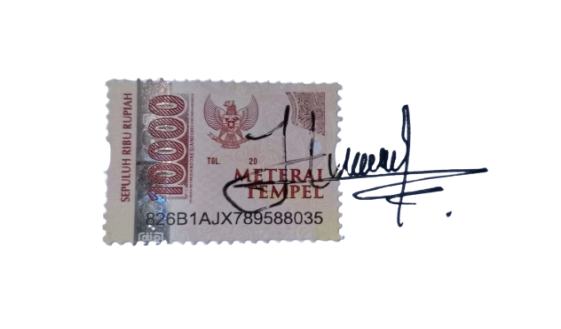 SEPULUH RIBU RUPIAH
10000
TGL. 20
METERAI
TEMPEL
826B1AJX789588035